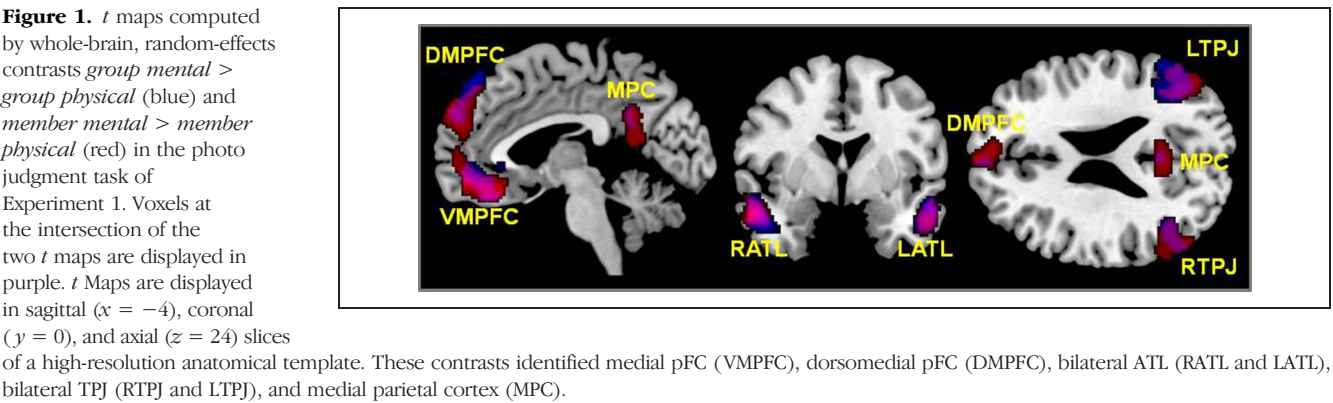 Figure 1. t maps computed
by whole-brain, random-effects
contrasts group mental >
group physical (blue) and
member mental > member
physical (red) in the photo
judgment task of
Experiment 1. Voxels at
the intersection of the
two t maps are displayed in
purple. t Maps are displayed
in sagittal (x = −4), coronal
(y = 0), and axial (z = 24) slices
of a high-resolution anatomical template. These contrasts identified medial pFC (VMPFC), dorsomedial pFC (DMPFC), bilateral ATL (RATL and LATL),
bilateral TPJ (RTPJ and LTPJ), and medial parietal cortex (MPC).
DMPFC
MPC
VMPFC
RATL
LATL
DMPFC
LTPJ
MPC
RTPJ